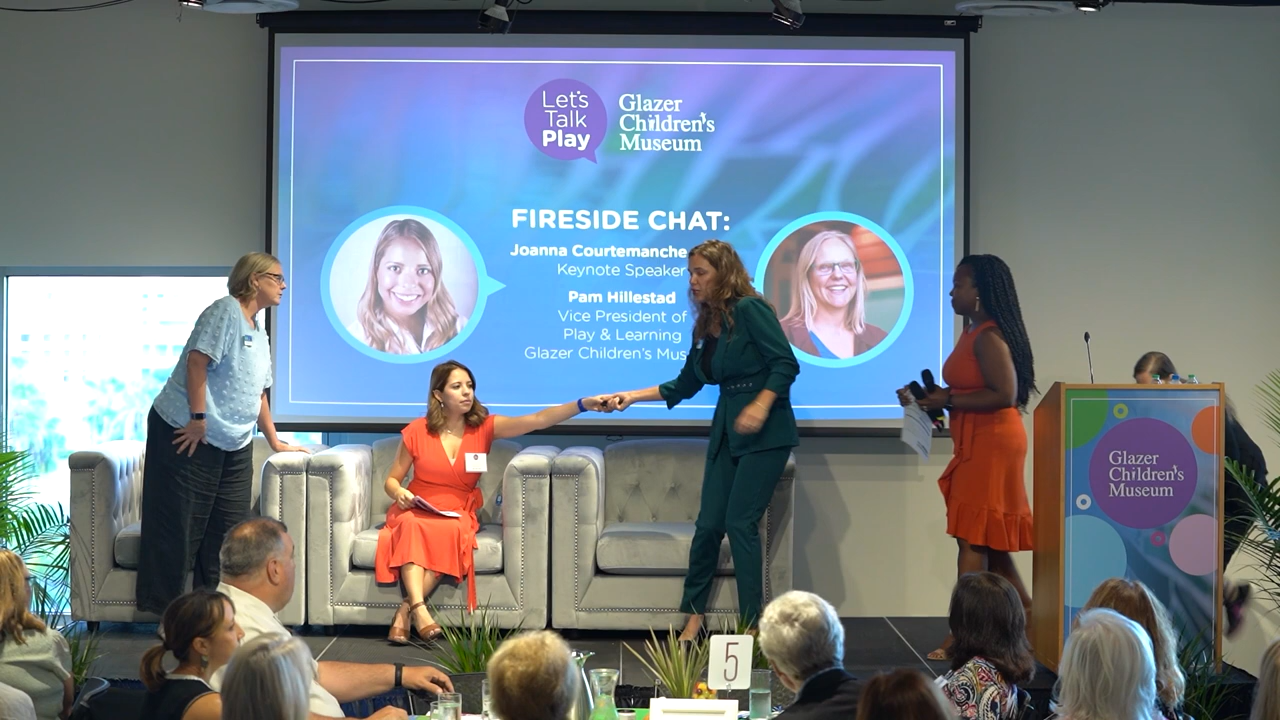 Let's
Talk
Play
Glazer
Children's
Museum
FIRESIDE CHAT:
Joanna Courtemanche
Keynote Speaker
Pam Hillestad
Vice President of
Play & Learning
Glazer Children's Mus
Glazer
Children's
Museum
5